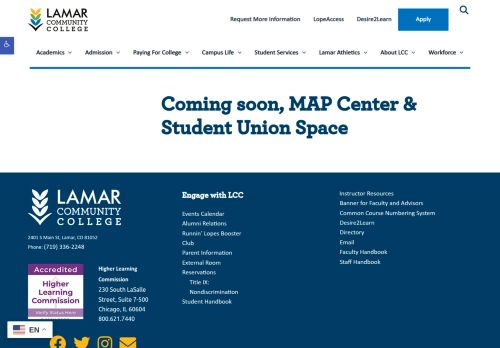 LAMAR
COMMUNITY
COLLEGE
Request More Information
LopeAccess
Desire2Learn
Apply
Academics
Admission
Paying For College
Campus Life
Student Services
Lamar Athletics
About LCC
Workforce
Coming soon, MAP Center &
Student Union Space
LAMAR
COMMUNITY
COLLEGE
2401 S Main St, Lamar, CO 81052
Phone: (719) 336-2248
Accredited
Higher
Learning
Commission
Verify Status Here
Higher Learning
Commission
230 South LaSalle
Street, Suite 7-500
Chicago, IL 60604
800.621.7440
Engage with LCC
Events Calendar
Alumni Relations
Runnin' Lopes Booster
Club
Parent Information
External Room
Reservations
Title IX:
Nondiscrimination
Student Handbook
Instructor Resources
Banner for Faculty and Advisors
Common Course Numbering System
Desire2Learn
Directory
Email
Faculty Handbook
Staff Handbook
EN